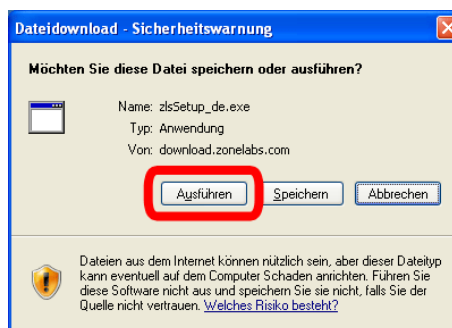 Dateidownload - Sicherheitswarnung
Möchten Sie diese Datei speichern oder ausführen?
Name: zlsSetup_de.exe
Typ: Anwendung
Von: download.zonelabs.com
Ausführen Speichern Abbrechen
Dateien aus dem Internet können nützlich sein, aber dieser Dateityp
kann eventuell auf dem Computer Schaden anrichten. Führen Sie
diese Software nicht aus und speichern Sie sie nicht, falls Sie der
Quelle nicht vertrauen. Welches Risiko besteht?